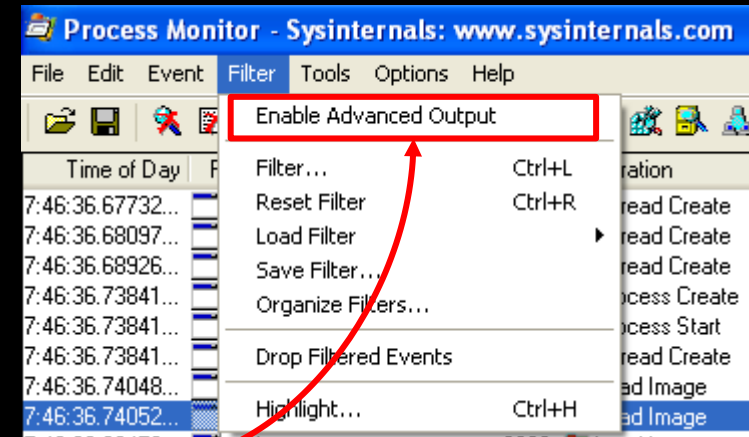 Process Monitor - Sysinternals: www.sysinternals.com
File Edit Event Filter Tools Options Help
Enable Advanced Output
Time of Day
Filter... Ctrl+L
Reset Filter Ctrl+R
Load Filter
Save Filter...
Organize Filters...
Drop Filtered Events
Highlight... Ctrl+H
7:46:36.67732... read Create
7:46:36.68097... read Create
7:46:36.68926... read Create
7:46:36.73841... ocess Create
7:46:36.73841... ocess Start
7:46:36.73841... read Create
7:46:36.74048... ad Image
7:46:36.74052... ad Image